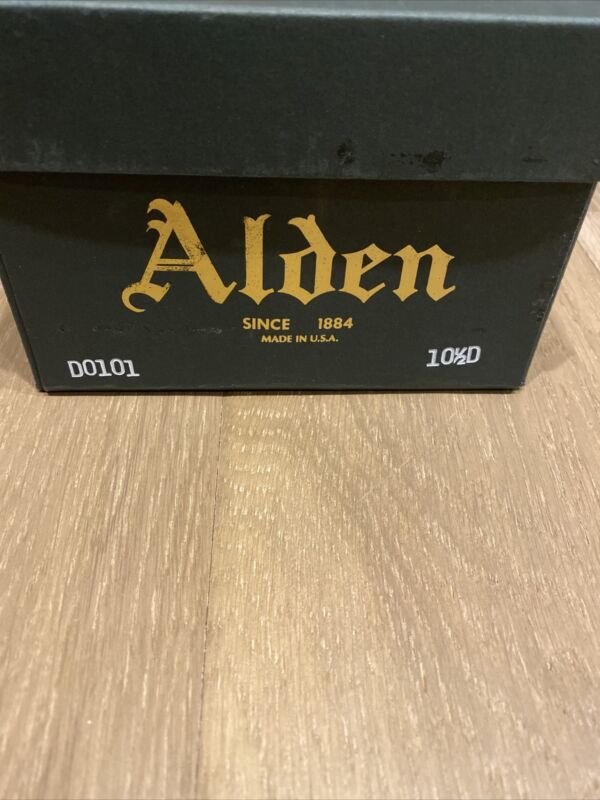 Alden
SINCE 1884
MADE IN U.S.A.
D0101 10½D